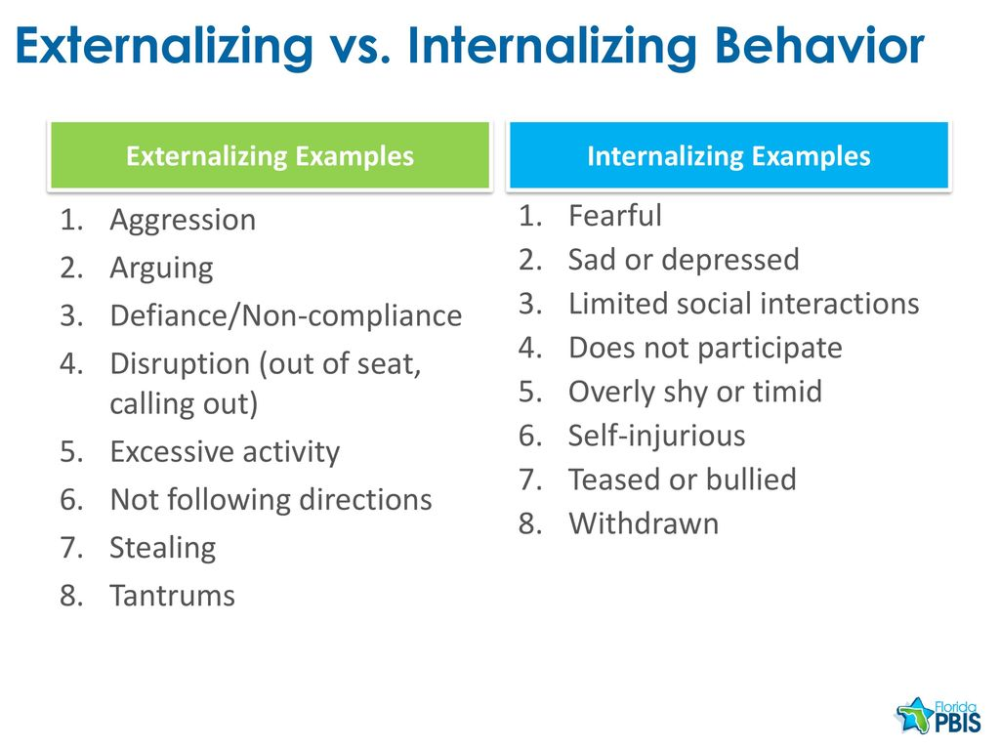 Externalizing vs. Internalizing Behavior
Externalizing Examples
1. Aggression
2. Arguing
3. Defiance/Non-compliance
4. Disruption (out of seat,
calling out)
5. Excessive activity
6. Not following directions
7. Stealing
8. Tantrums
Internalizing Examples
1. Fearful
2. Sad or depressed
3. Limited social interactions
4. Does not participate
5. Overly shy or timid
6. Self-injurious
7. Teased or bullied
8. Withdrawn
Florida
PBIS